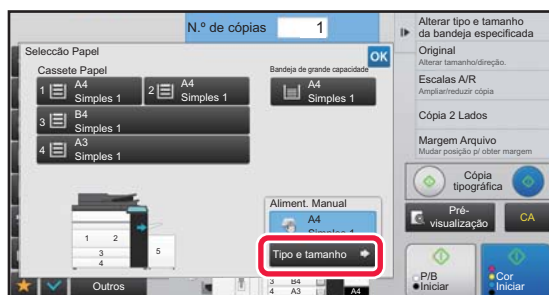 N.º de cópias 1
Selecção Papel
OK
Cassete Papel
Bandeja de grande capacidade
1 A4
Simples 1
2 A4
Simples 1
A4
Simples 1
3 B4
Simples 1
4 A3
Simples 1
1 2
3
4
5
Aliment. Manual
A4
Simples 1
Tipo e tamanho
Outros
3 B4
4 A3
A4
Alterar tipo e tamanho
da bandeja especificada
Original
Alterar tamanho/direção.
Escalas A/R
Ampliar/reduzir cópia
Cópia 2 Lados
Margem Arquivo
Mudar posição p/ obter margem
Cópia
tipográfica
Pré-
visualização
CA
P/B
Iniciar
Cor
Iniciar